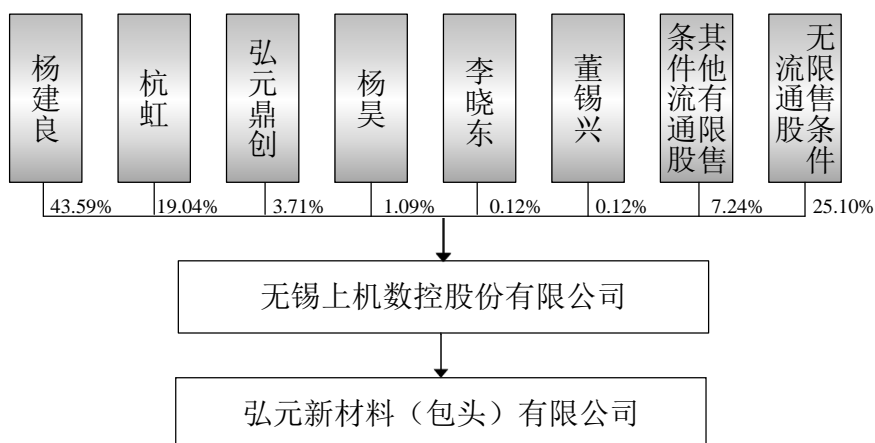 杨建良
杭虹
弘元鼎创
杨昊
李晓东
董锡兴
其他有限售
条件流通股
无限售条件
流通股
43.59%
19.04%
3.71%
1.09%
0.12%
0.12%
7.24%
25.10%
无锡上机数控股份有限公司
弘元新材料（包头）有限公司